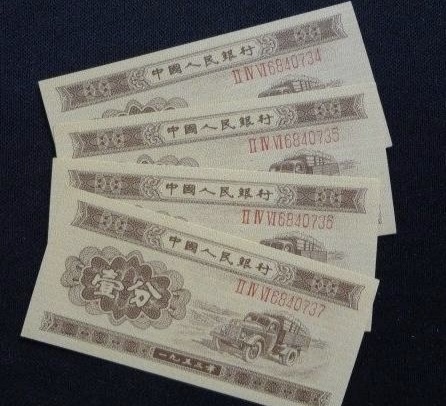 中國人民銀行
II IV VI 6840734
中國人民銀行
II IV VI 6840735
中國人民銀行
II IV VI 6840736
中國人民銀行
II IV VI 6840737
壹分
一九五三年